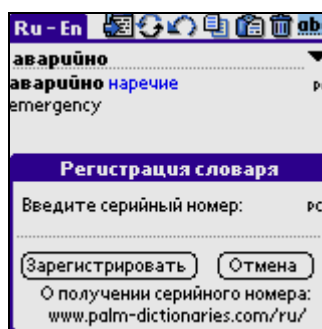 Ru - En ab
аварийно
аварийно наречие
emergency
Регистрация словаря
Введите серийный номер:
Зарегистрировать Отмена
О получении серийного номера:
www.palm-dictionaries.com/ru/